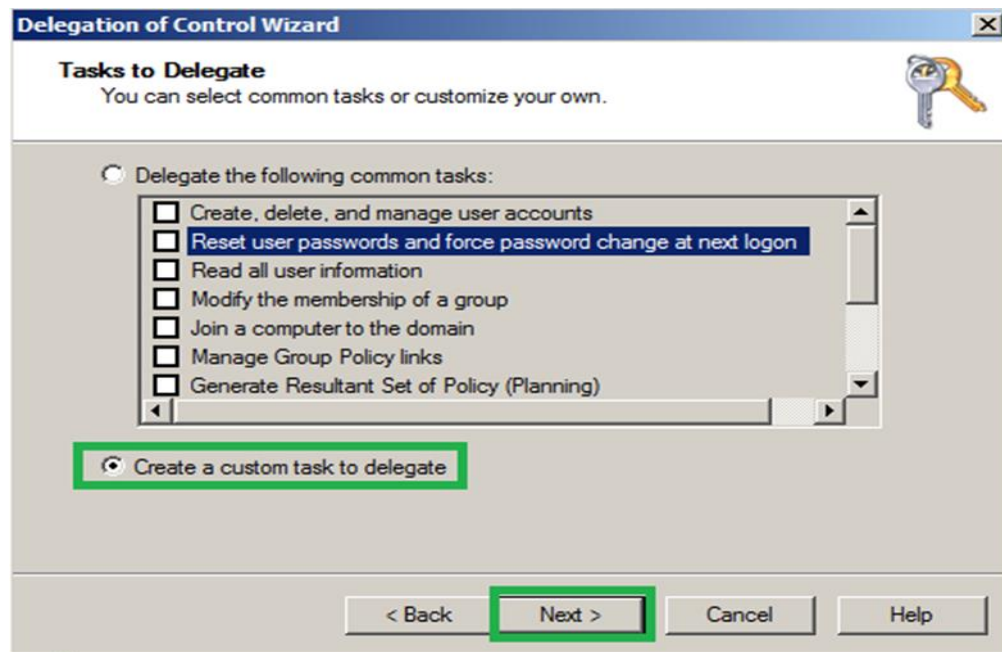 Delegation of Control Wizard
Tasks to Delegate
You can select common tasks or customize your own.
Delegate the following common tasks:
Create, delete, and manage user accounts
Reset user passwords and force password change at next logon
Read all user information
Modify the membership of a group
Join a computer to the domain
Manage Group Policy links
Generate Resultant Set of Policy (Planning)
Create a custom task to delegate
< Back Next > Cancel Help